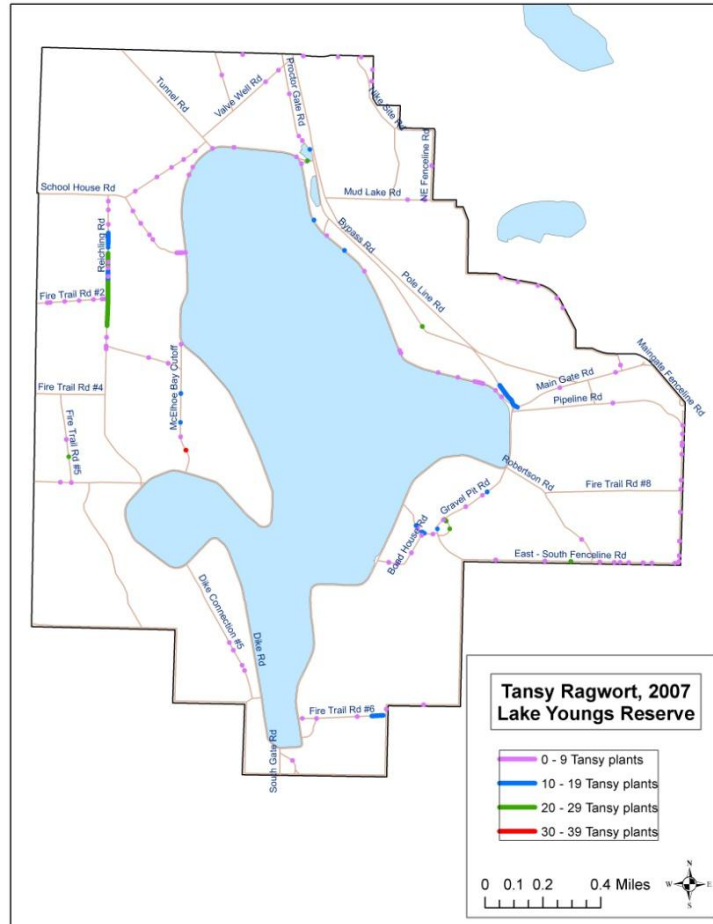 Tunnel Rd
Valve Well Rd
Proctor Gate Rd
Nike Site Rd
NE Fenceline Rd
School House Rd
Mud Lake Rd
Reichling Rd
Bypass Rd
Pole Line Rd
Fire Trail Rd #2
McElhoe Bay Cutoff
Main Gate Rd
Maingate Fenceline Rd
Fire Trail Rd #4
Pipeline Rd
Fire Trail Rd #5
Robertson Rd
Gravel Pit Rd
Fire Trail Rd #8
Boad House Rd
East - South Fenceline Rd
Dike Connection #5
Dike Rd
Fire Trail Rd #6
South Gate Rd
Tansy Ragwort, 2007
Lake Youngs Reserve
0 - 9 Tansy plants
10 - 19 Tansy plants
20 - 29 Tansy plants
30 - 39 Tansy plants
0 0.1 0.2 0.4 Miles
N
W E
S